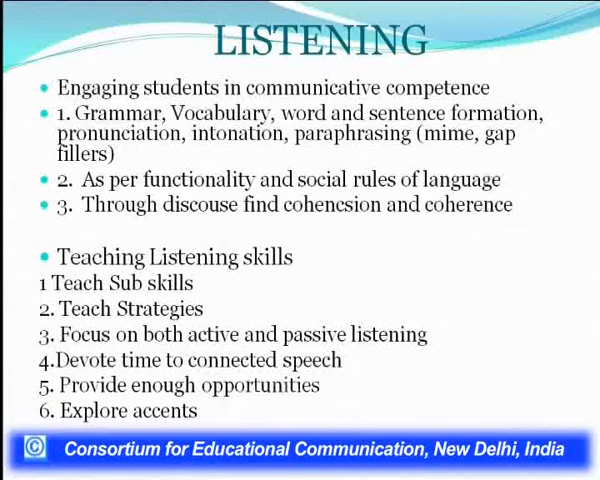 LISTENING
Engaging students in communicative competence
1. Grammar, Vocabulary, word and sentence formation,
pronunciation, intonation, paraphrasing (mime, gap
fillers)
2. As per functionality and social rules of language
3. Through discouse find cohencsion and coherence
Teaching Listening skills
1 Teach Sub skills
2. Teach Strategies
3. Focus on both active and passive listening
4.Devote time to connected speech
5. Provide enough opportunities
6. Explore accents
© Consortium for Educational Communication, New Delhi, India